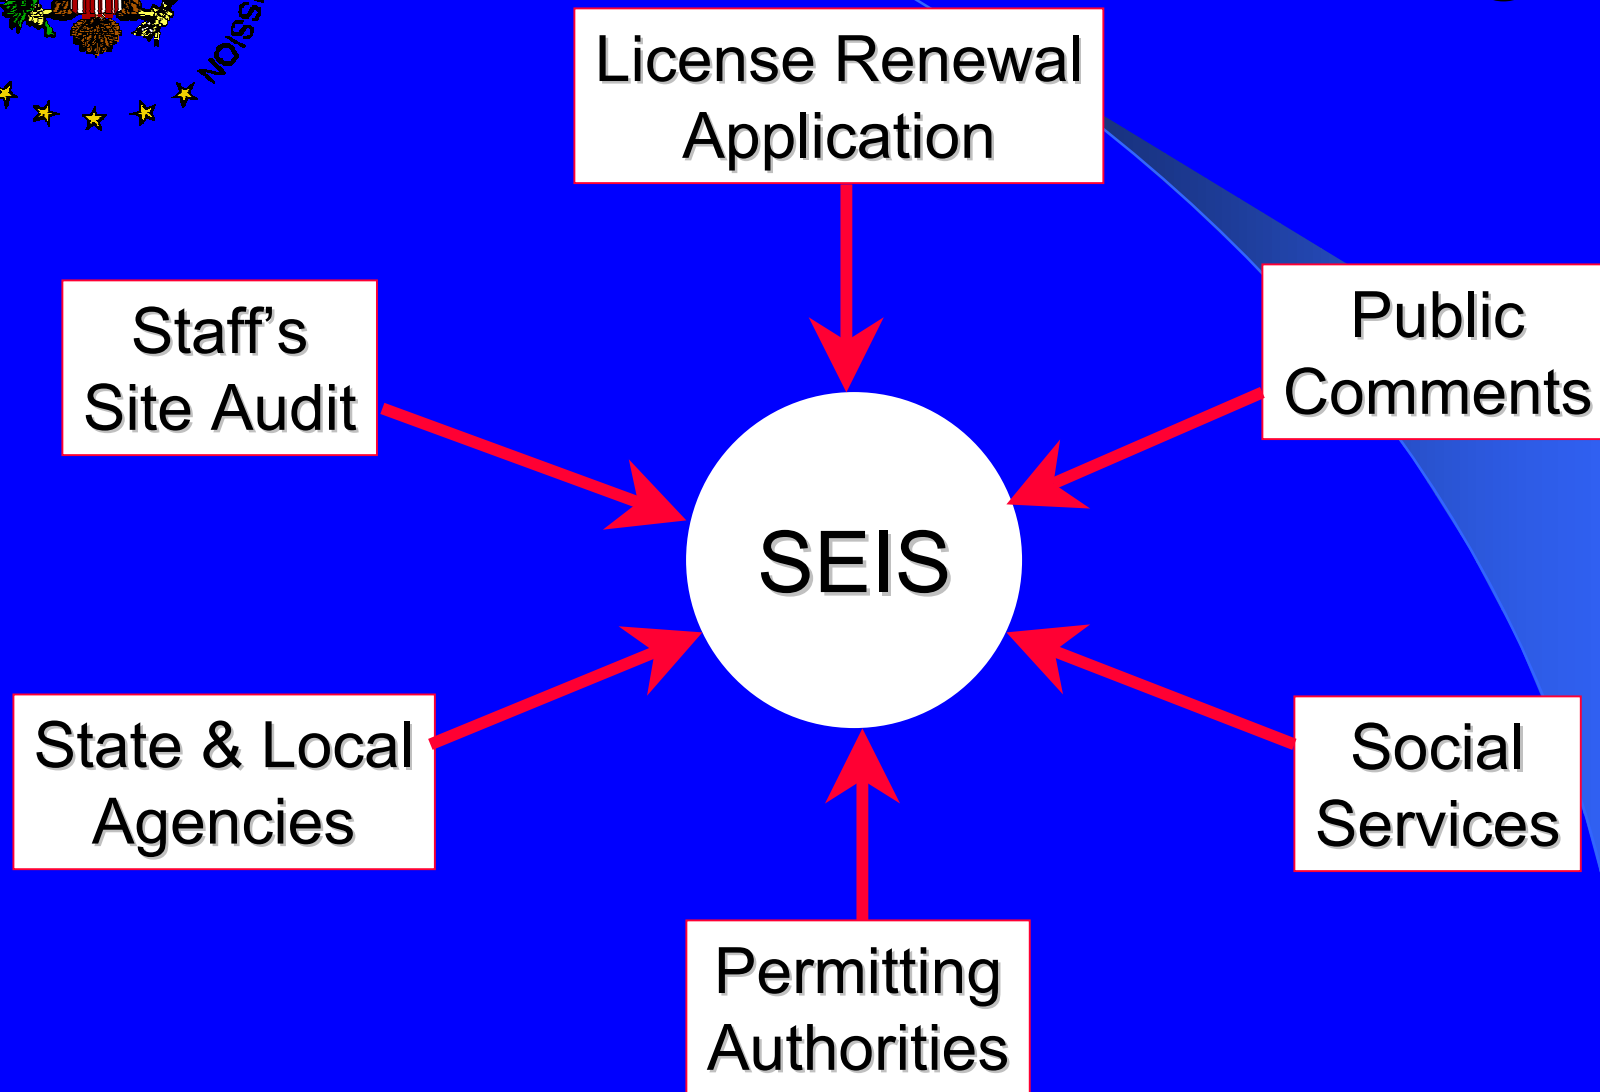 License Renewal
Application
Staff’s
Site Audit
Public
Comments
SEIS
State & Local
Agencies
Social
Services
Permitting
Authorities